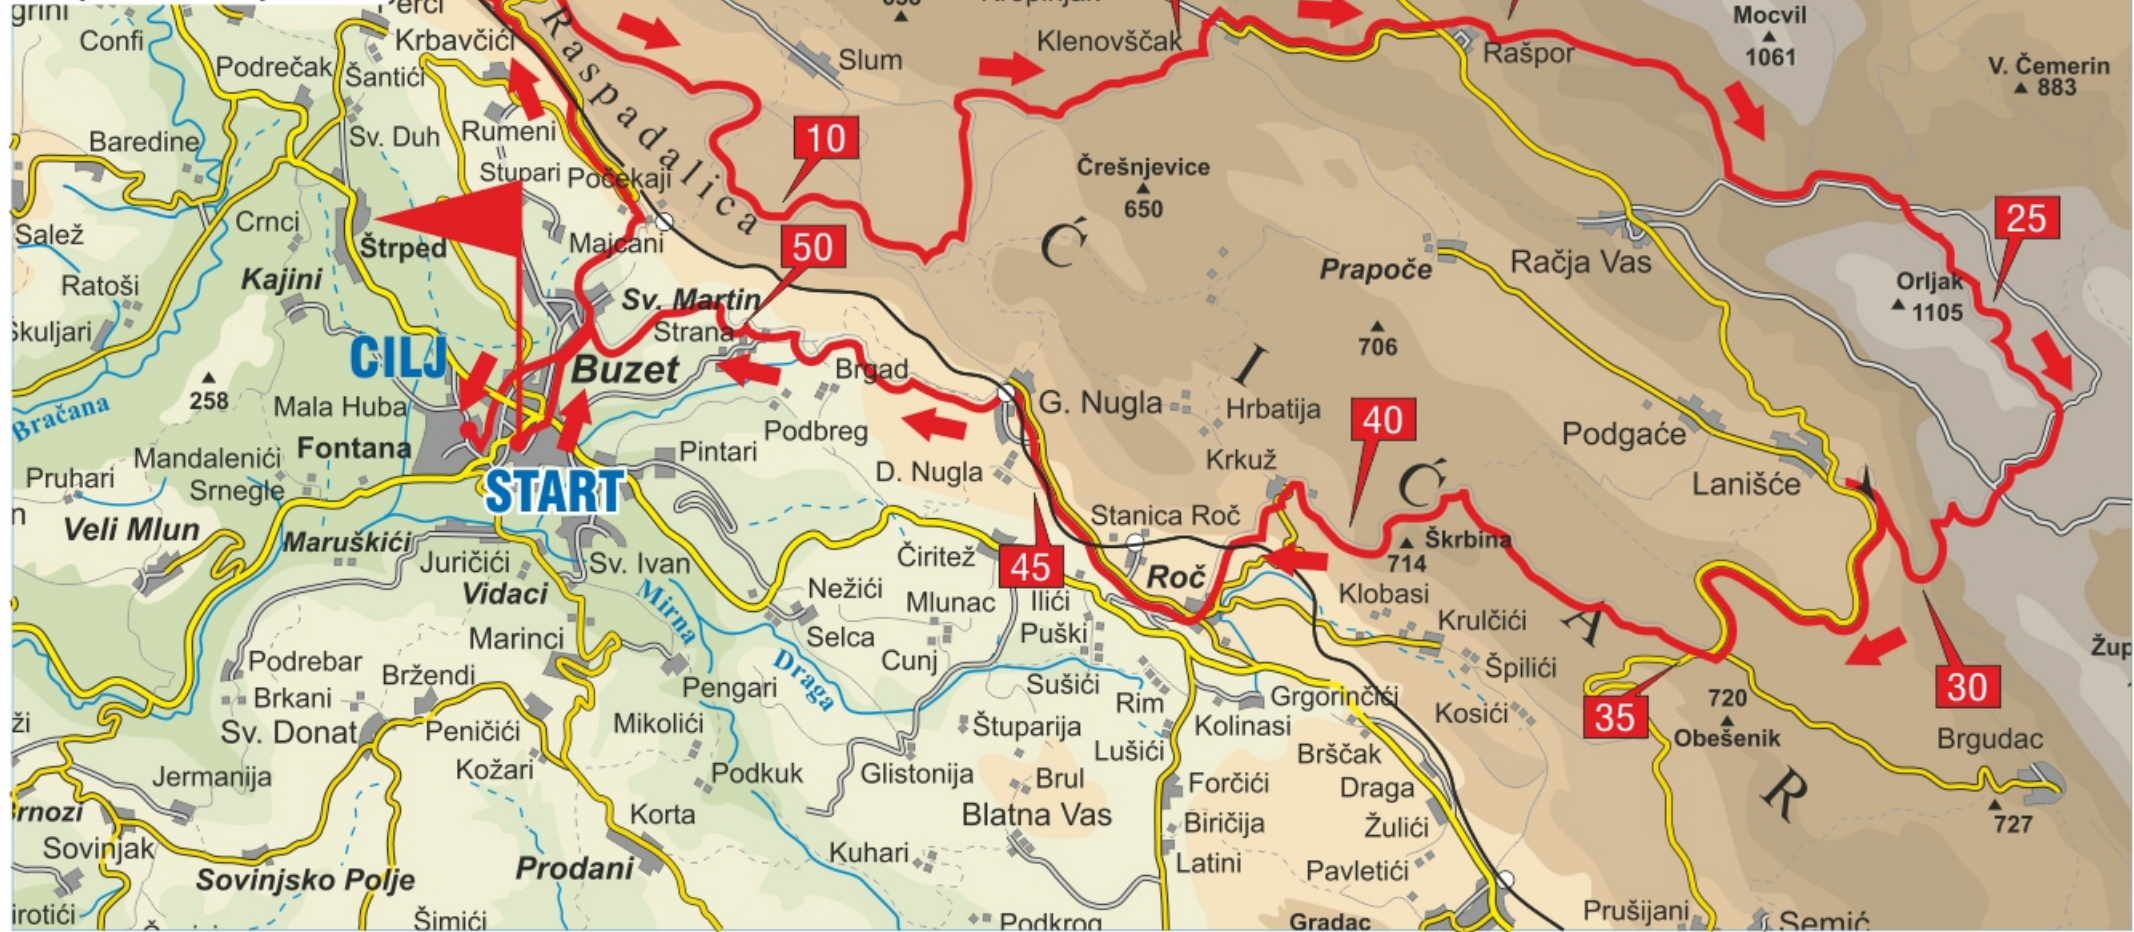 Confi
Krbavčići
Raspadalica
Slum
Klenovščak
Rašpor
Mocvil
1061
V. Čemerin
883
Podrečak
Šantići
Baredine
Sv. Duh
Rumeni
10
Stupari
Počekaji
Črešnjevice
650
Salež
Crnci
Štrped
Majcani
50
Ć
25
Ratoši
Kajini
Sv. Martin
Prapoče
Račja Vas
Orljak
1105
Strana
706
CILJ
Buzet
Brgad
I
Bračana
258
Mala Huba
G. Nugla
Hrbatija
40
Fontana
Podbreg
Podgaće
Mandalenići
Pintari
Krkuž
Pruhari
Srnegle
START
D. Nugla
Ć
Lanišće
Veli Mlun
Maruškići
Stanica Roč
Škrbina
714
Juričići
Sv. Ivan
Čiritež
45
Roč
Vidaci
Mirna
Nežići
Mlunac
Ilići
Klobasi
Krulčići
A
Marinci
Selca
Puški
Podrebar
Bržendi
Draga
Cunj
Špilići
Brkani
Pengari
Sušići
Rim
Grgorinčići
30
Sv. Donat
Peničići
Mikolići
Štuparija
Kolinasi
Kosići
35
720
Obešenik
Brgudac
Jermanija
Kožari
Podkuk
Glistonija
Lušići
Brščak
Brul
Forčići
Draga
R
Korta
Blatna Vas
Biričija
Žulići
727
Sovinjak
Kuhari
Latini
Pavletići
Sovinjsko Polje
Prodani
Šimići
Podkrog
Gradac
Prušijani
Semić